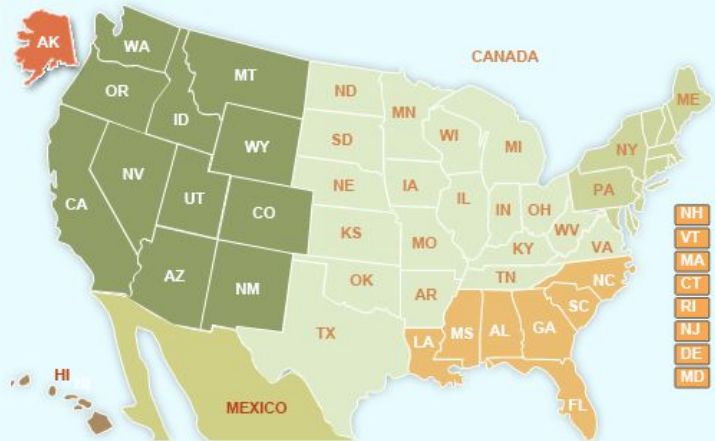 AK
WA
MT
OR
ID
WY
NV
UT
CA
CO
AZ
NM
ND
MN
SD
WI
MI
NE
IA
IL
IN
OH
KS
MO
KY
WV
VA
OK
AR
TN
TX
NC
SC
LA
MS
AL
GA
FL
ME
NY
PA
CANADA
NH
VT
MA
CT
RI
NJ
DE
MD
HI
HI
MEXICO